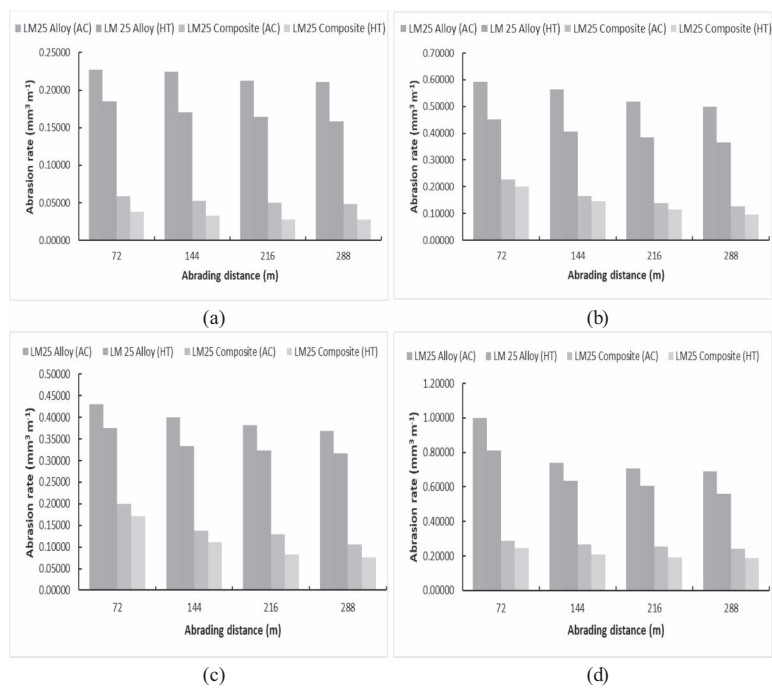 LM25 Alloy (AC) LM 25 Alloy (HT) LM25 Composite (AC) LM25 Composite (HT)
Abrasion rate (mm³ m⁻¹)
0.25000
0.20000
0.15000
0.10000
0.05000
0.00000
72 144 216 288
Abrading distance (m)
(a)
LM25 Alloy (AC) LM 25 Alloy (HT) LM25 Composite (AC) LM25 Composite (HT)
Abrasion rate (mm³ m⁻¹)
0.70000
0.60000
0.50000
0.40000
0.30000
0.20000
0.10000
0.00000
72 144 216 288
Abrading distance (m)
(b)
LM25 Alloy (AC) LM 25 Alloy (HT) LM25 Composite (AC) LM25 Composite (HT)
Abrasion rate (mm³ m⁻¹)
0.50000
0.45000
0.40000
0.35000
0.30000
0.25000
0.20000
0.15000
0.10000
0.05000
0.00000
72 144 216 288
Abrading distance (m)
(c)
LM25 Alloy (AC) LM 25 Alloy (HT) LM25 Composite (AC) LM25 Composite (HT)
Abrasion rate (mm³ m⁻¹)
1.20000
1.00000
0.80000
0.60000
0.40000
0.20000
0.00000
72 144 216 288
Abrading distance (m)
(d)